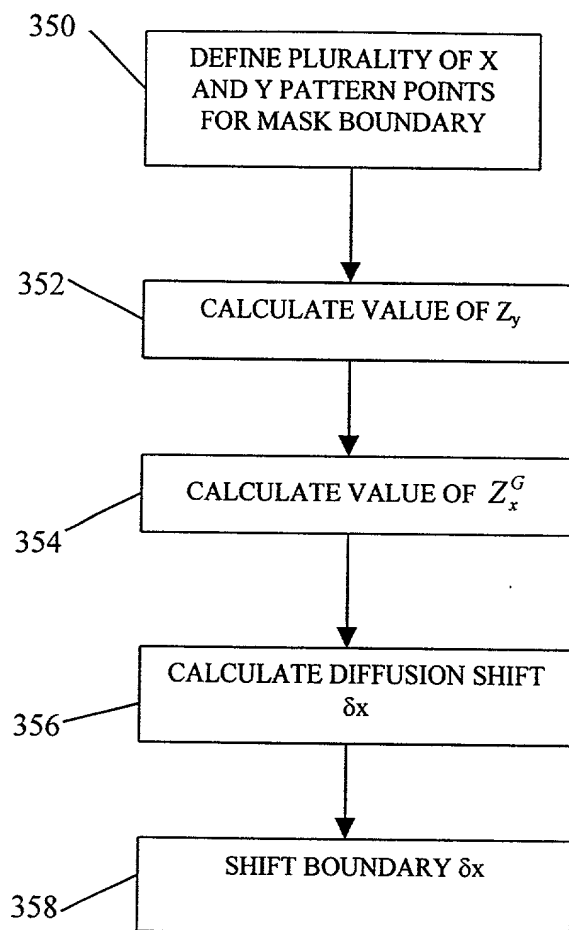 350
DEFINE PLURALITY OF X
AND Y PATTERN POINTS
FOR MASK BOUNDARY
352
CALCULATE VALUE OF Z_y
354
CALCULATE VALUE OF Z_x^G
356
CALCULATE DIFFUSION SHIFT
δx
358
SHIFT BOUNDARY δx